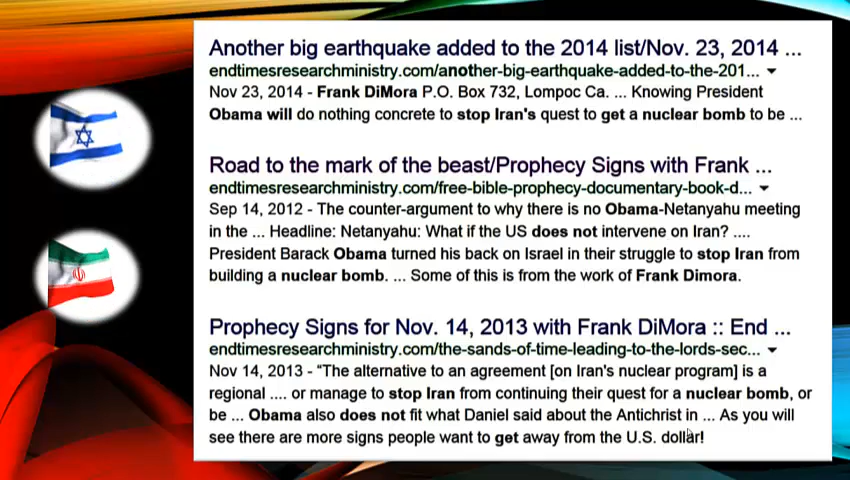 Another big earthquake added to the 2014 list/Nov. 23, 2014 ...
endtimesresearchministry.com/another-big-earthquake-added-to-the-201...
Nov 23, 2014 - Frank DiMora P.O. Box 732, Lompoc Ca. ... Knowing President
Obama will do nothing concrete to stop Iran's quest to get a nuclear bomb to be ...
Road to the mark of the beast/Prophecy Signs with Frank ...
endtimesresearchministry.com/free-bible-prophecy-documentary-book-d...
Sep 14, 2012 - The counter-argument to why there is no Obama-Netanyahu meeting
in the ... Headline: Netanyahu: What if the US does not intervene on Iran? ....
President Barack Obama turned his back on Israel in their struggle to stop Iran from
building a nuclear bomb. ... Some of this is from the work of Frank Dimora.
Prophecy Signs for Nov. 14, 2013 with Frank DiMora :: End ...
endtimesresearchministry.com/the-sands-of-time-leading-to-the-lords-sec...
Nov 14, 2013 - "The alternative to an agreement [on Iran's nuclear program] is a
regional .... or manage to stop Iran from continuing their quest for a nuclear bomb, or
be ... Obama also does not fit what Daniel said about the Antichrist in ... As you will
see there are more signs people want to get away from the U.S. dollar!